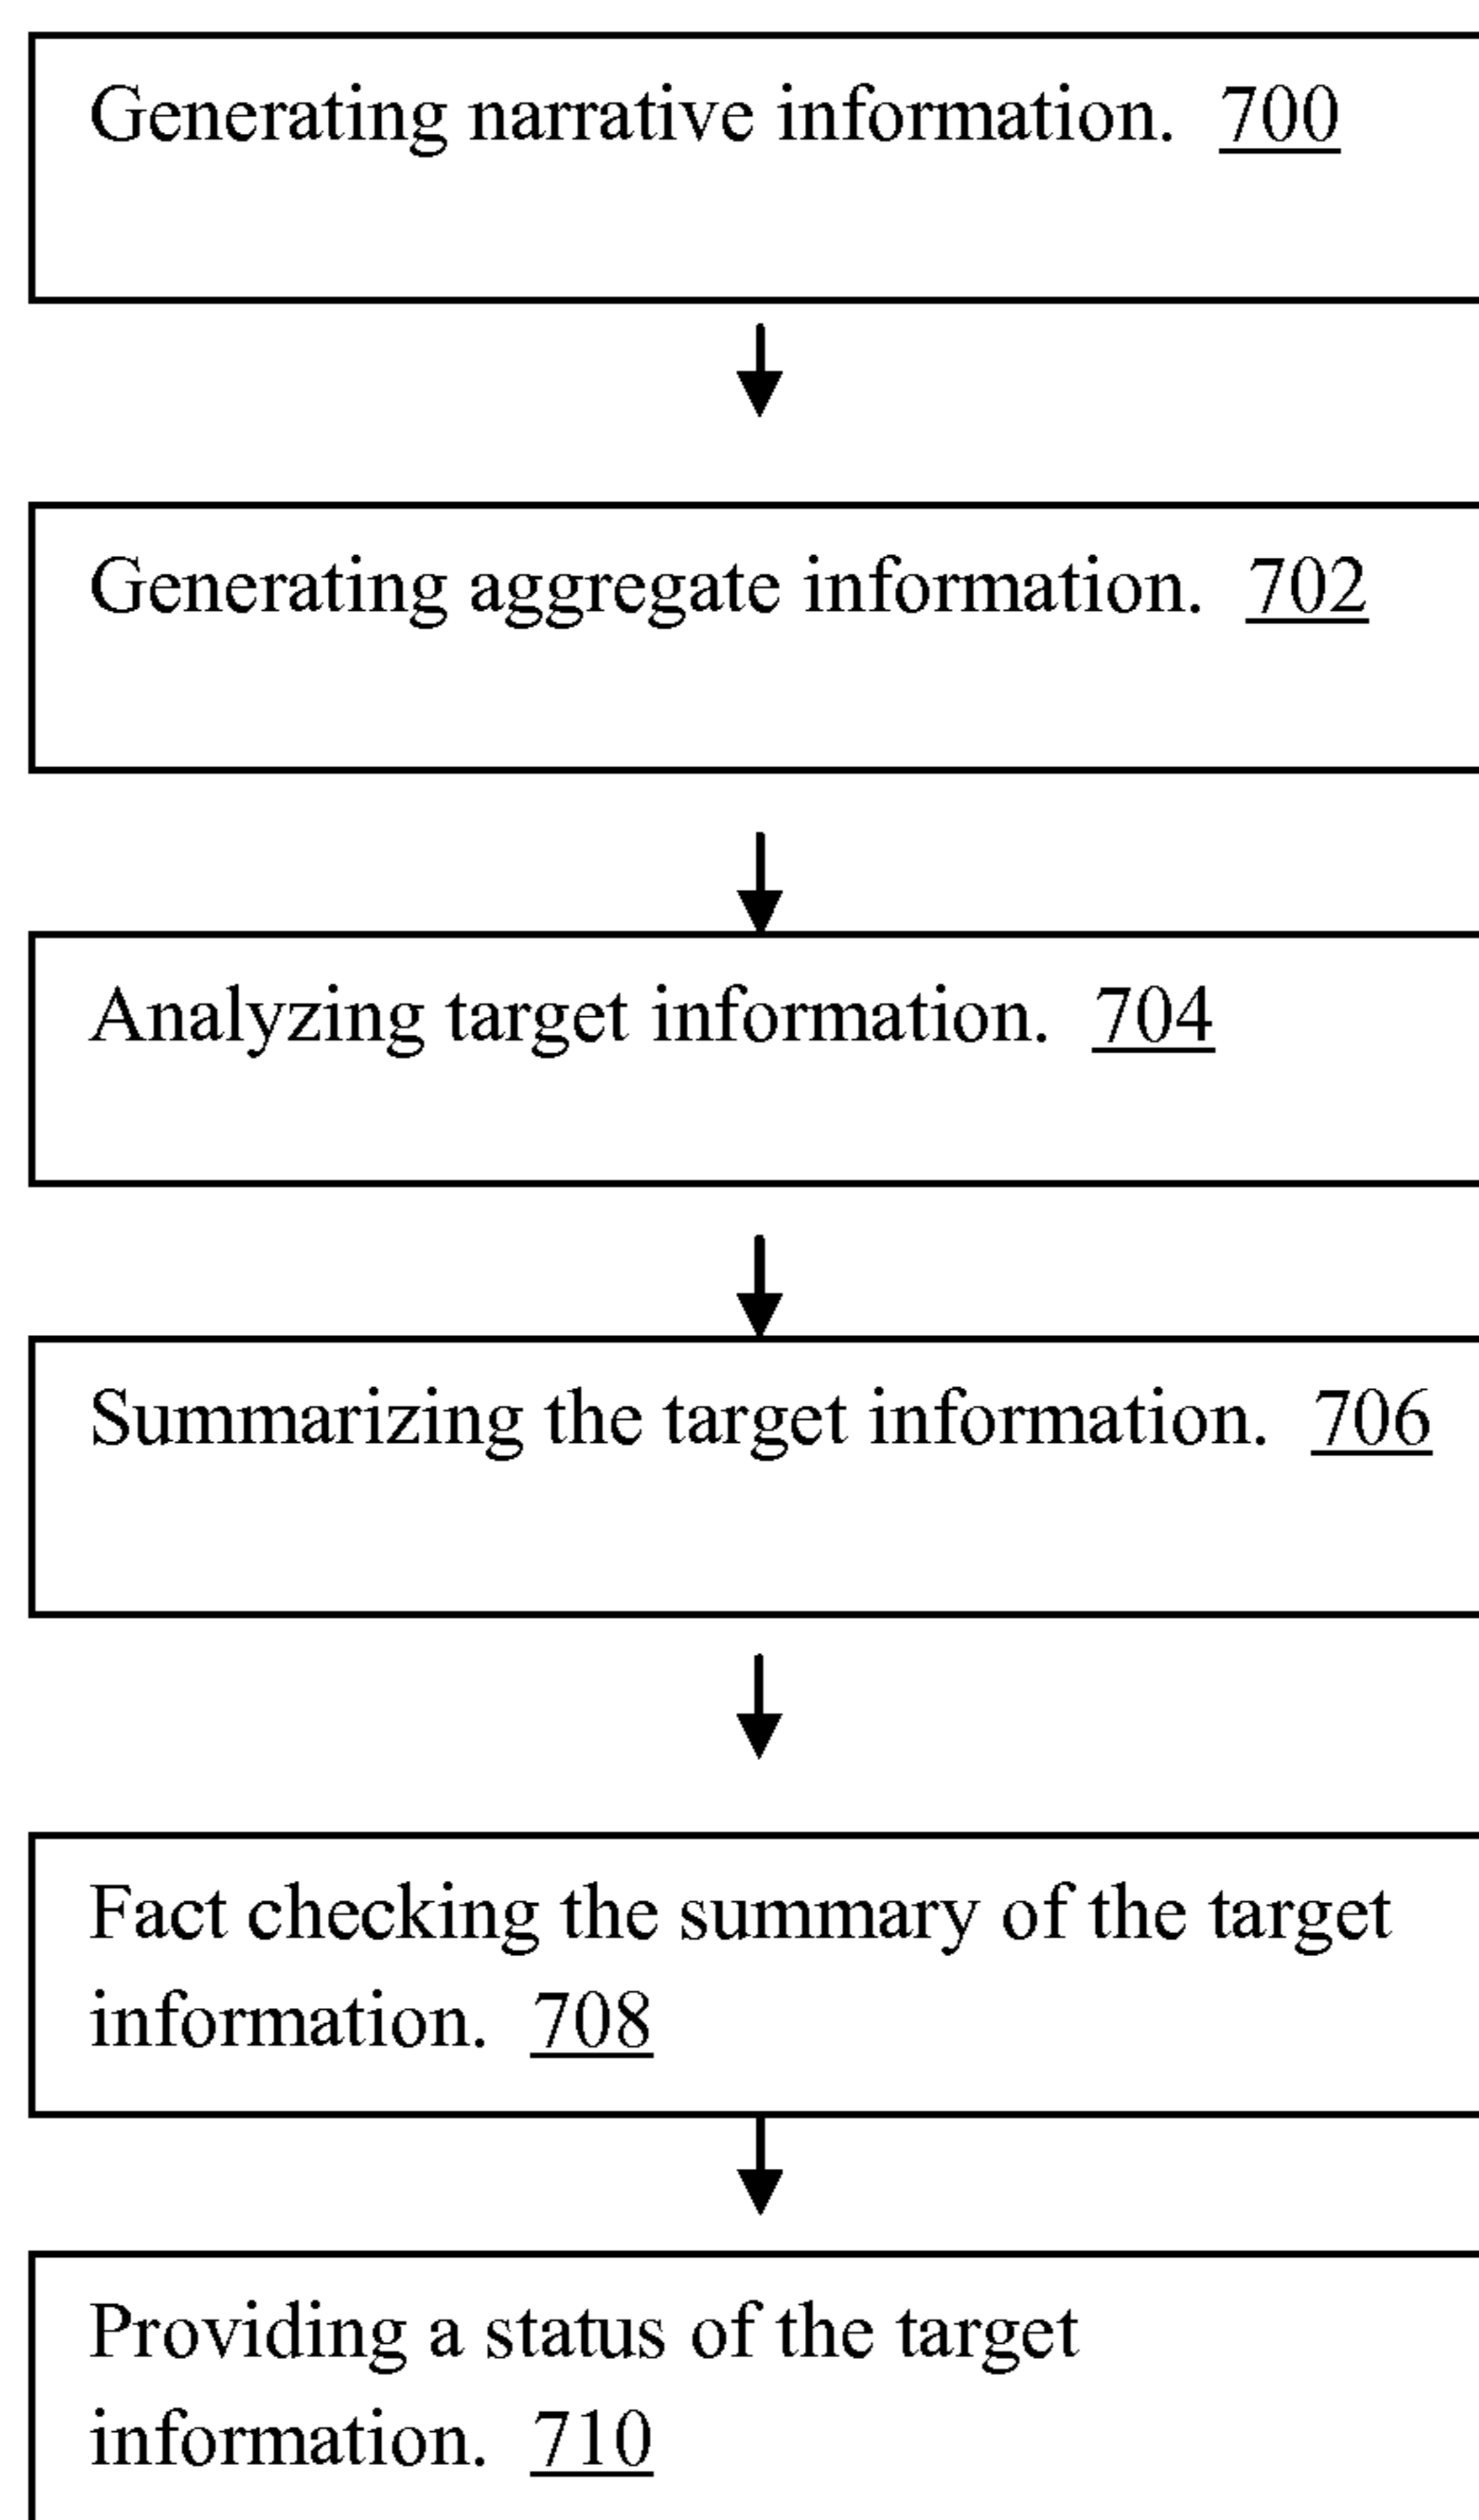 Generating narrative information. 700
Generating aggregate information. 702
Analyzing target information. 704
Summarizing the target information. 706
Fact checking the summary of the target
information. 708
Providing a status of the target
information. 710